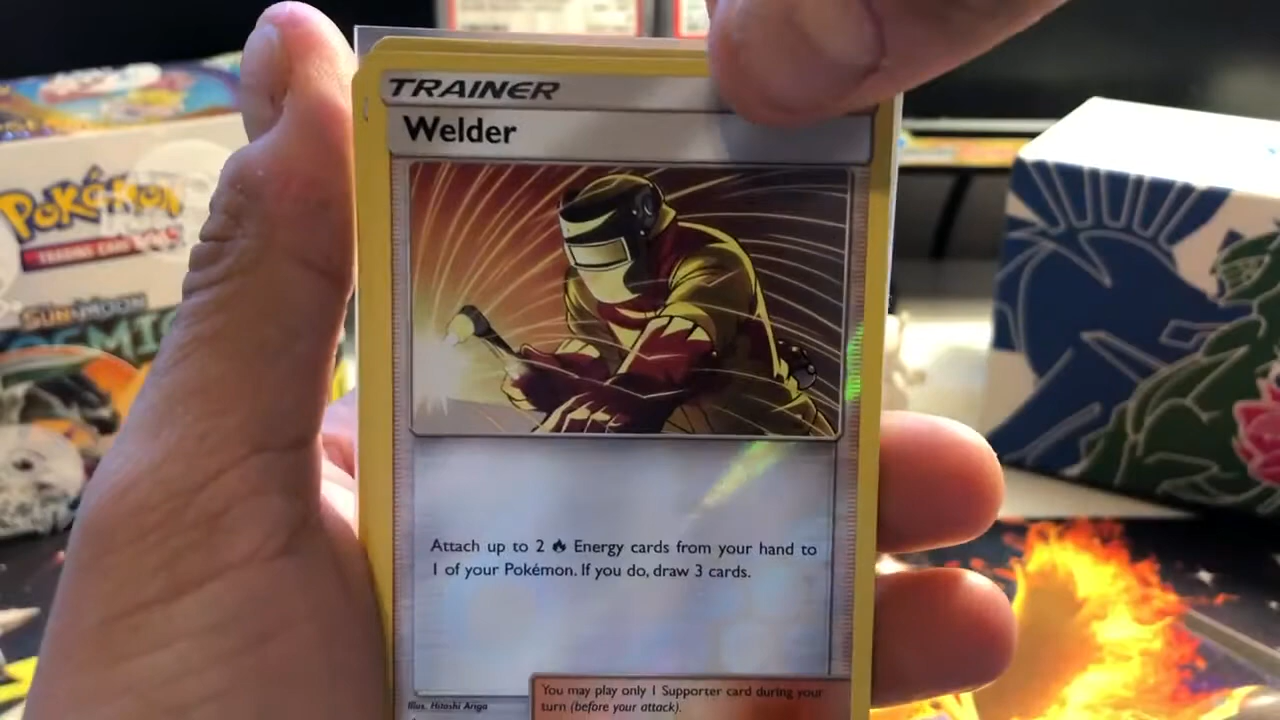 TRAINER
Welder
POKéMON
TRADING CARD
SUN & MOON
COSMIC
Attach up to 2 Energy cards from your hand to
1 of your Pokémon. If you do, draw 3 cards.
You may play only 1 Supporter card during your
turn (before your attack).
Illus. Hitoshi Ariga